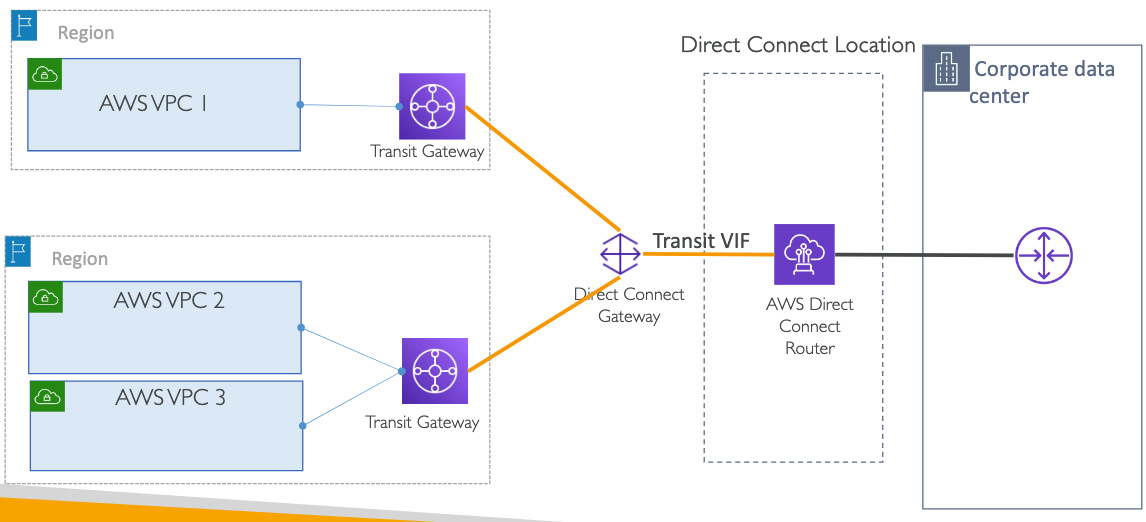 Region
AWS VPC 1
Transit Gateway
Region
AWS VPC 2
AWS VPC 3
Transit Gateway
Direct Connect
Gateway
Transit VIF
Direct Connect Location
AWS Direct
Connect
Router
Corporate data
center